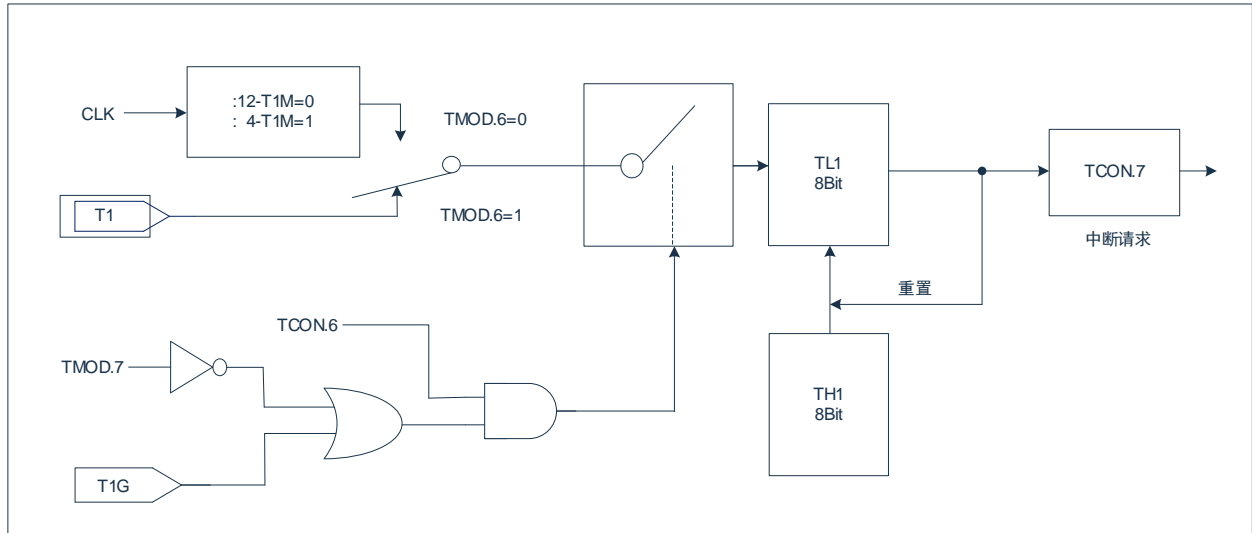 :12-T1M=0
: 4-T1M=1
CLK
TMOD.6=0
T1
TMOD.6=1
TL1
8Bit
TCON.7
中断请求
重置
TCON.6
TMOD.7
TH1
8Bit
T1G